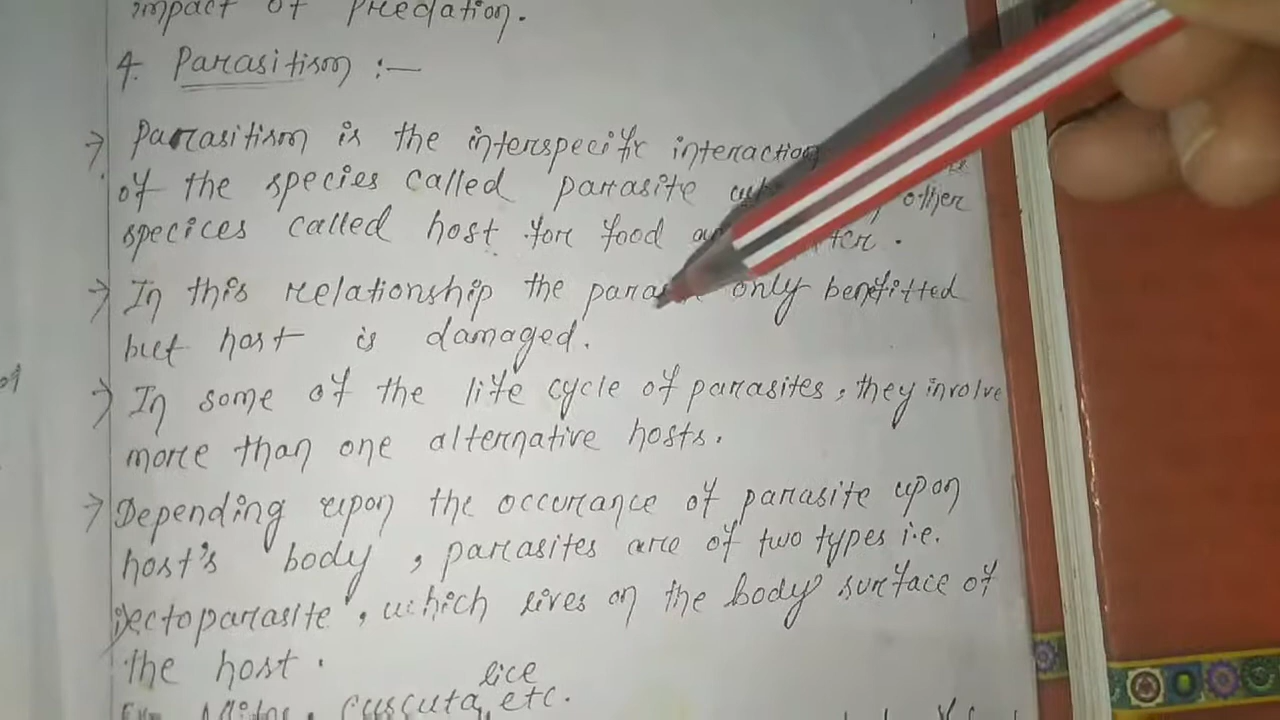 impact of predation.
4. Parasitism :—
→ Parasitism is the interspecific interaction
of the species called parasite other
specices called host for food
→ In this relationship the only benefitted
but host is damaged.
→ In some of the life cycle of parasites, they involve
more than one alternative hosts.
→ Depending upon the occurance of parasite upon
host's body, parasites are of two types i.e.
ectoparasite', which lives on the body surface of
the host.
lice
cuscuta, etc.